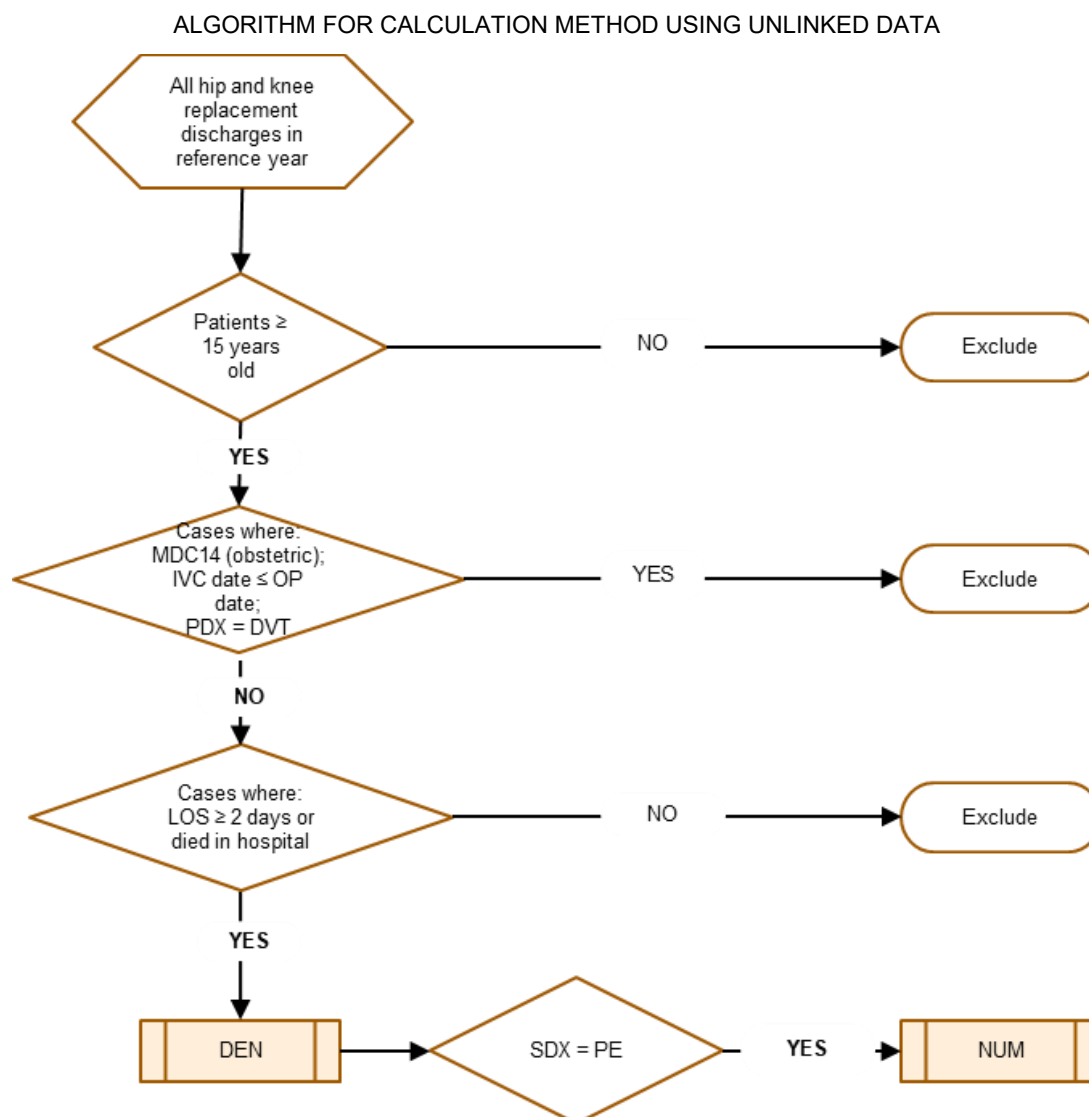 ALGORITHM FOR CALCULATION METHOD USING UNLINKED DATA
All hip and knee
replacement
discharges in
reference year
Patients ≥
15 years
old
NO
Exclude
YES
Cases where:
MDC14 (obstetric);
IVC date ≤ OP
date;
PDX = DVT
YES
Exclude
NO
Cases where:
LOS ≥ 2 days or
died in hospital
NO
Exclude
YES
DEN
SDX = PE
YES
NUM